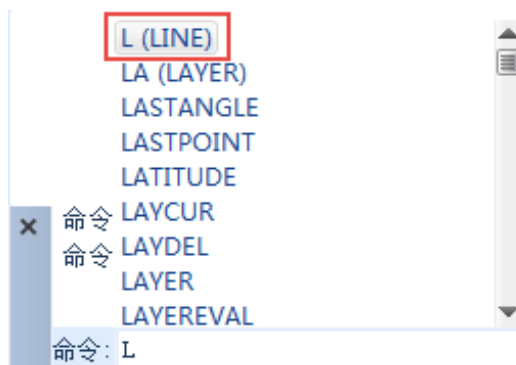 L (LINE)
LA (LAYER)
LASTANGLE
LASTPOINT
LATITUDE
命令 LAYCUR
命令 LAYDEL
LAYER
LAYEREVAL
命令: L